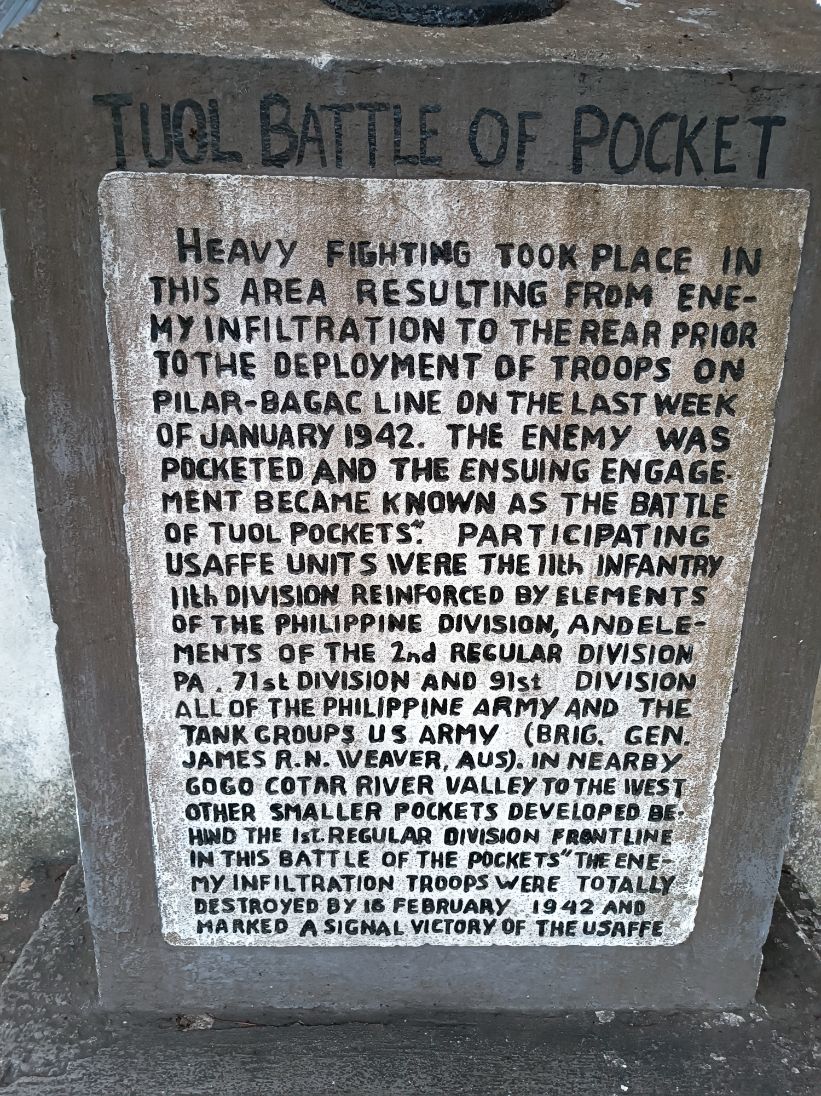 TUOL BATTLE OF POCKET
HEAVY FIGHTING TOOK PLACE IN
THIS AREA RESULTING FROM ENE-
MY INFILTRATION TO THE REAR PRIOR
TO THE DEPLOYMENT OF TROOPS ON
PILAR-BAGAC LINE ON THE LAST WEEK
OF JANUARY 1942. THE ENEMY WAS
POCKETED AND THE ENSUING ENGAGE-
MENT BECAME KNOWN AS THE BATTLE
OF TUOL POCKETS". PARTICIPATING
USAFFE UNITS WERE THE 11th INFANTRY
11th DIVISION REINFORCED BY ELEMENTS
OF THE PHILIPPINE DIVISION, AND ELE-
MENTS OF THE 2nd REGULAR DIVISION
PA. 71st DIVISION AND 91st DIVISION
ALL OF THE PHILIPPINE ARMY AND THE
TANK GROUPS US ARMY (BRIG. GEN.
JAMES R.N. WEAVER, AUS). IN NEARBY
GOGO COTAR RIVER VALLEY TO THE WEST
OTHER SMALLER POCKETS DEVELOPED BE-
HIND THE 1st. REGULAR DIVISION FRONTLINE
IN THIS BATTLE OF THE POCKETS" THE ENE-
MY INFILTRATION TROOPS WERE TOTALLY
DESTROYED BY 16 FEBRUARY 1942 AND
MARKED A SIGNAL VICTORY OF THE USAFFE